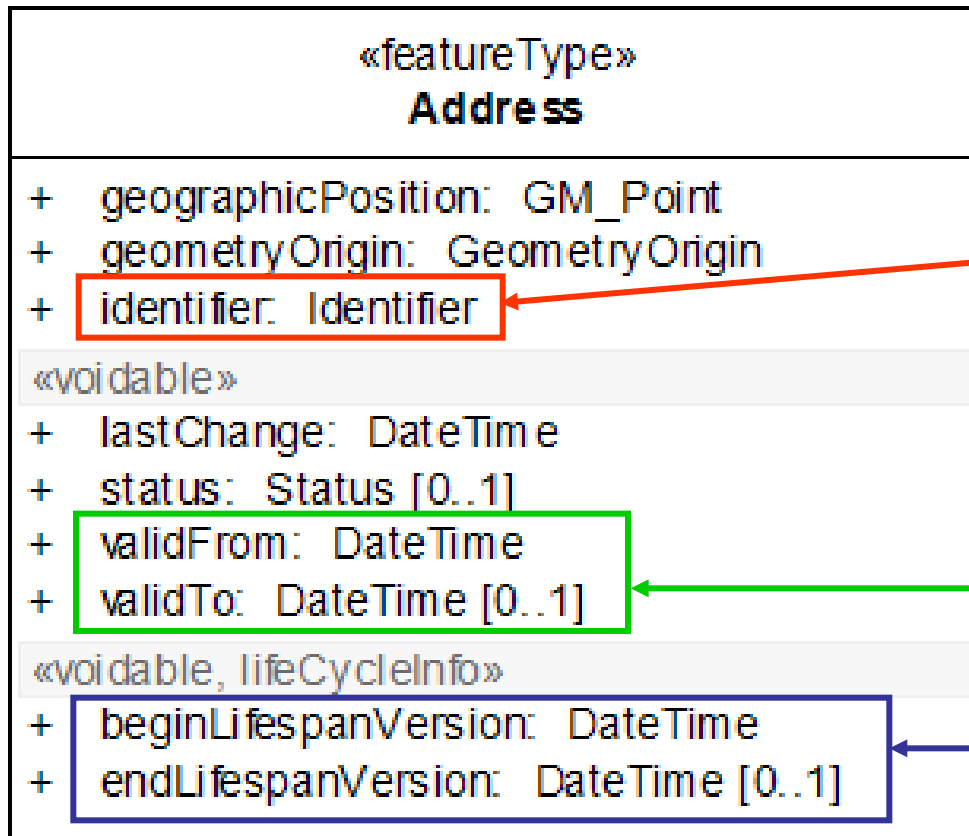 «featureType»
Address
+ geographicPosition: GM_Point
+ geometryOrigin: GeometryOrigin
+ identifier: Identifier
«voidable»
+ lastChange: DateTime
+ status: Status [0..1]
+ validFrom: DateTime
+ validTo: DateTime [0..1]
«voidable, lifeCycleInfo»
+ beginLifespanVersion: DateTime
+ endLifespanVersion: DateTime [0..1]